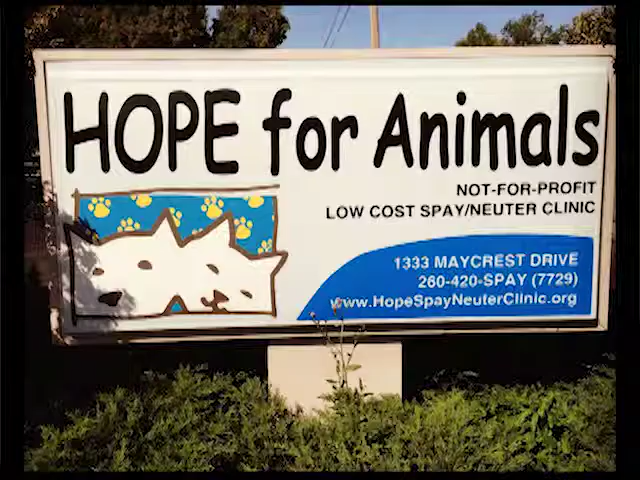 HOPE for Animals
NOT-FOR-PROFIT
LOW COST SPAY/NEUTER CLINIC
1333 MAYCREST DRIVE
260-420-SPAY (7729)
www.HopeSpayNeuterClinic.org